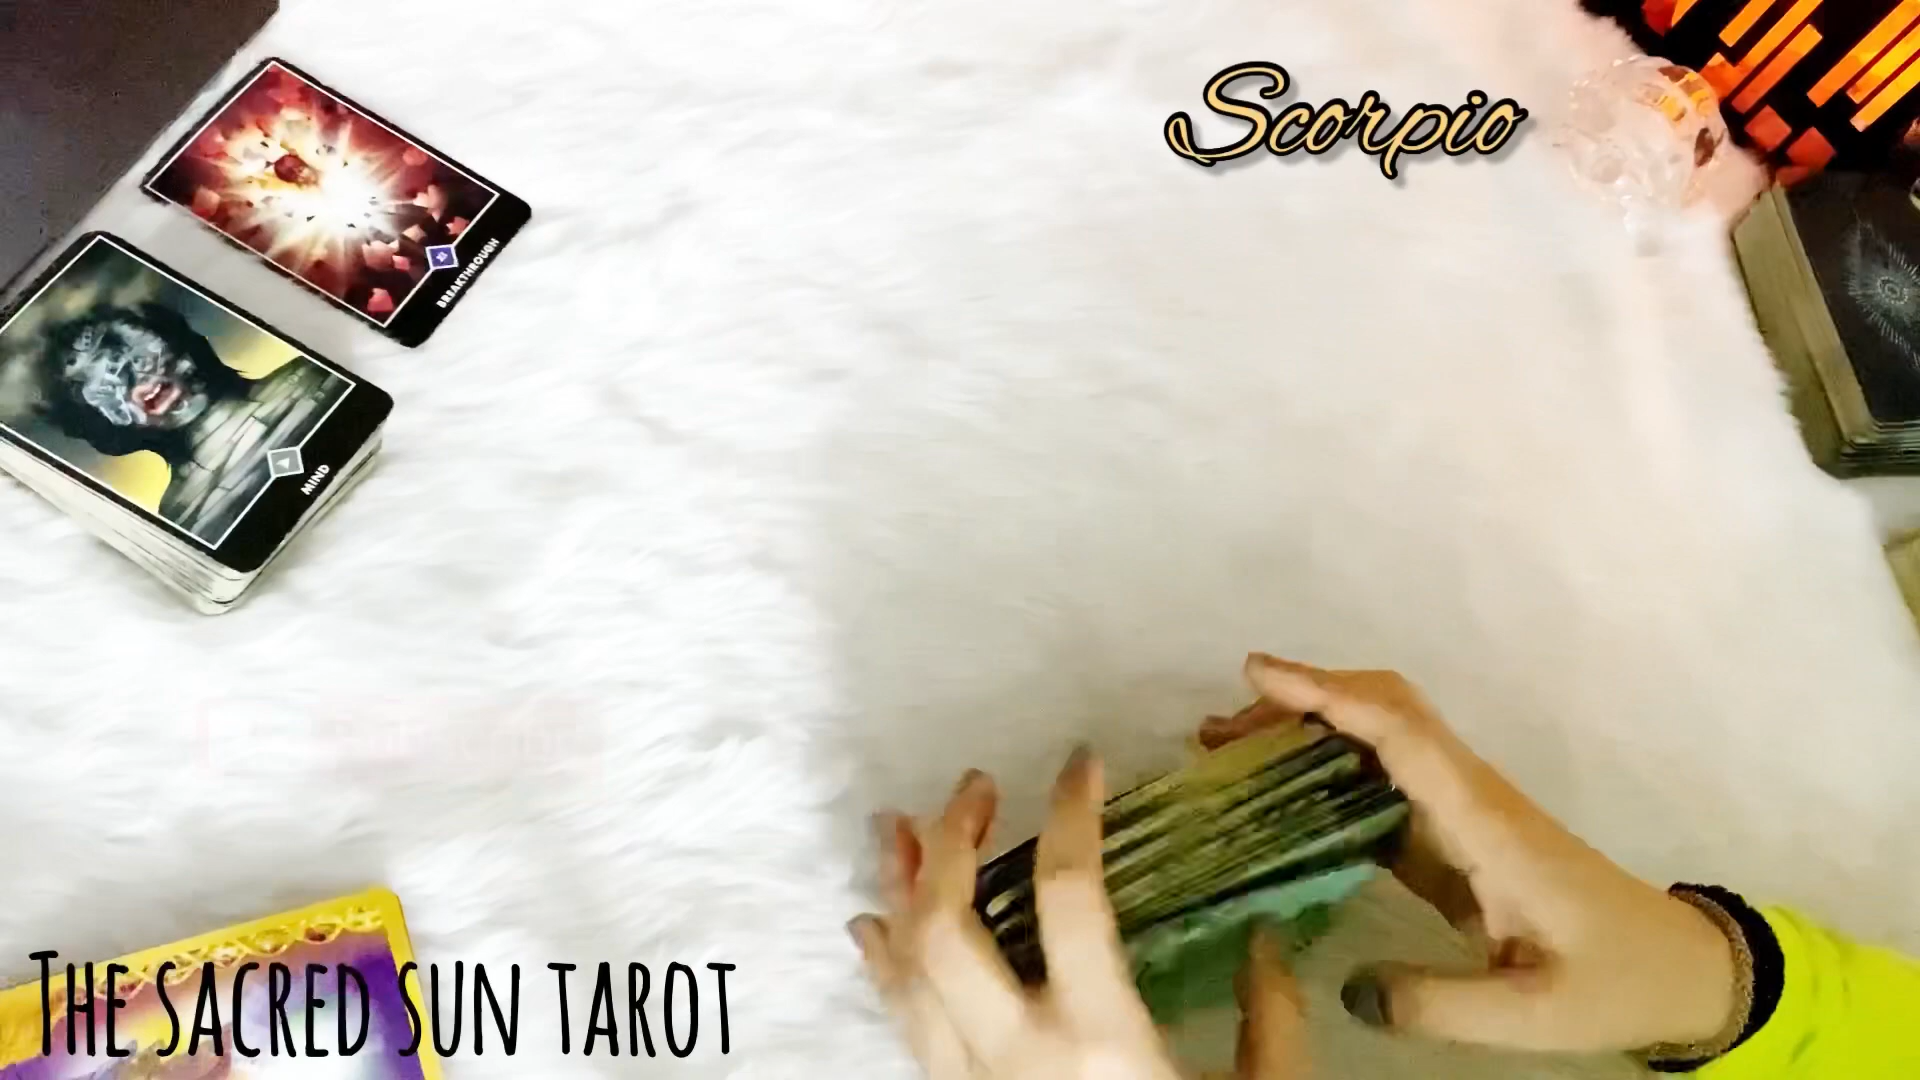 Scorpio
BREAKTHROUGH
MIND
THE SACRED SUN TAROT